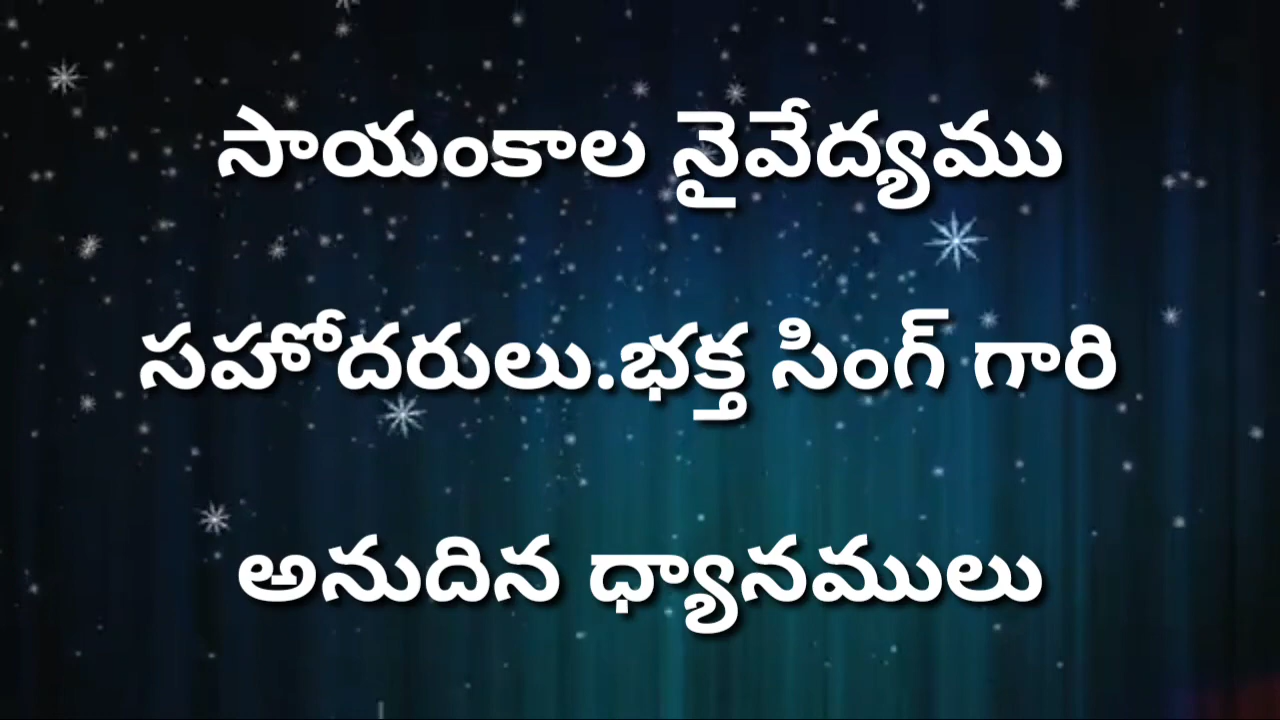 సాయంకాల నైవేద్యము
సహోదరులు.భక్త సింగ్ గారి
అనుదిన ధ్యానములు